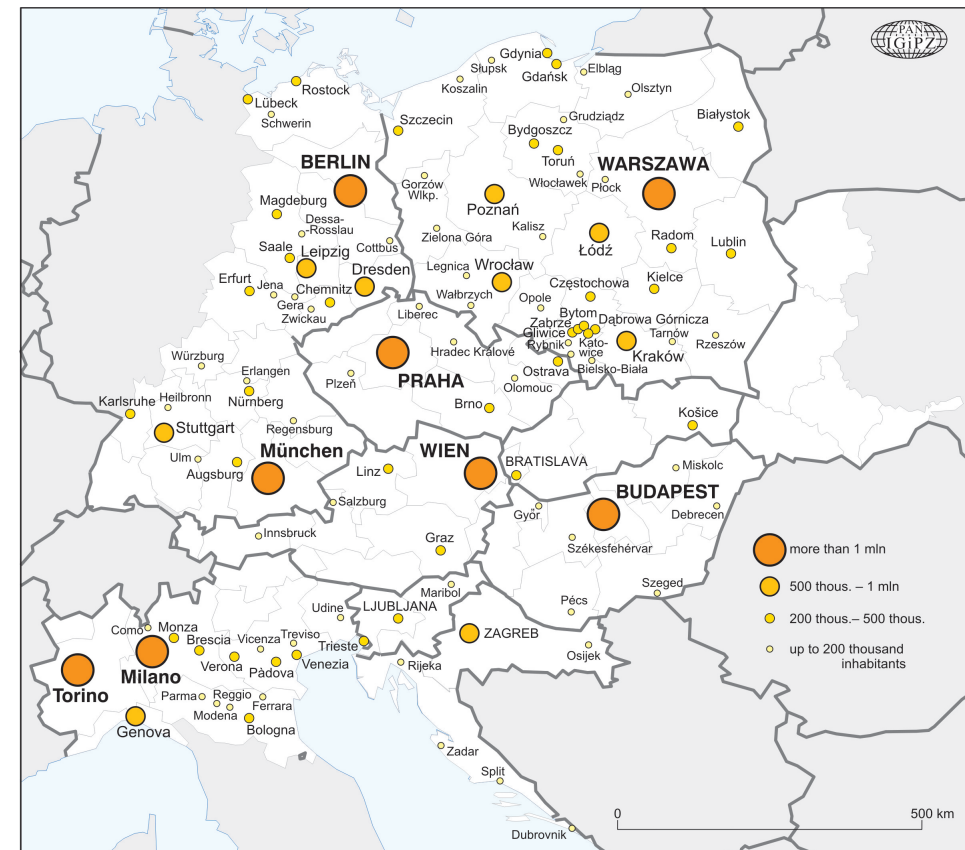 PAN
IGiPZ
Gdynia
Słupsk
Gdańsk
Elbląg
Koszalin
Olsztyn
Rostock
Lübeck
Schwerin
Szczecin
Grudziądz
Białystok
Bydgoszcz
Toruń
BERLIN
WARSZAWA
Gorzów
Wlkp.
Włocławek
Płock
Poznań
Magdeburg
Dessa-
-Rosslau
Zielona Góra
Kalisz
Łódź
Radom
Lublin
Saale
Leipzig
Cottbus
Dresden
Legnica
Wrocław
Kielce
Erfurt
Jena
Gera
Chemnitz
Zwickau
Wałbrzych
Częstochowa
Opole
Liberec
Bytom
Zabrze
Dąbrowa Górnicza
Gliwice
Rybnik
Kato-
wice
Tarnów
Kraków
Rzeszów
Bielsko-Biała
Hradec Kralové
Ostrava
Würzburg
Plzeń
PRAHA
Olomouc
Erlangen
Nürnberg
Karlsruhe
Heilbronn
Brno
Stuttgart
Regensburg
Košice
München
WIEN
Ulm
Augsburg
Linz
BRATISLAVA
Miskolc
BUDAPEST
Salzburg
Győr
Debrecen
Innsbruck
Graz
Székesfehérvar
more than 1 mln
500 thous. – 1 mln
200 thous.– 500 thous.
up to 200 thousand
inhabitants
Szeged
Maribol
Pécs
Udine
LJUBLJANA
Como
Monza
Brescia
Vicenza
Treviso
Trieste
ZAGREB
Verona
Pàdova
Venezia
Osijek
Rijeka
Milano
Torino
Parma
Reggio
Modena
Ferrara
Bologna
Genova
Zadar
Split
Dubrovnik
0
500 km